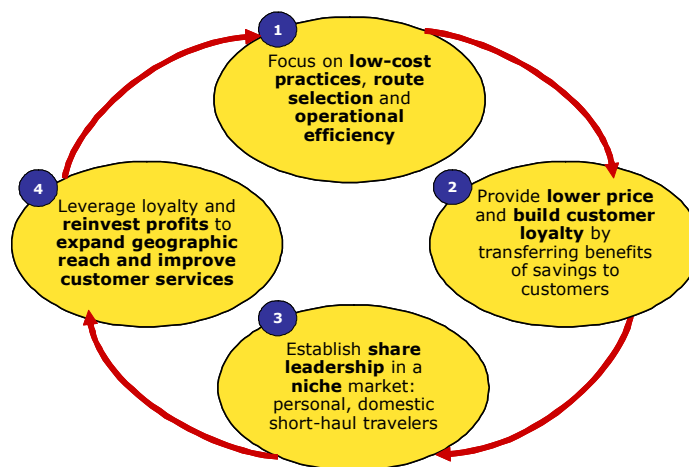 1
Focus on low-cost
practices, route
selection and
operational
efficiency
2
Provide lower price
and build customer
loyalty by
transferring benefits
of savings to
customers
3
Establish share
leadership in a
niche market:
personal, domestic
short-haul travelers
4
Leverage loyalty and
reinvest profits to
expand geographic
reach and improve
customer services